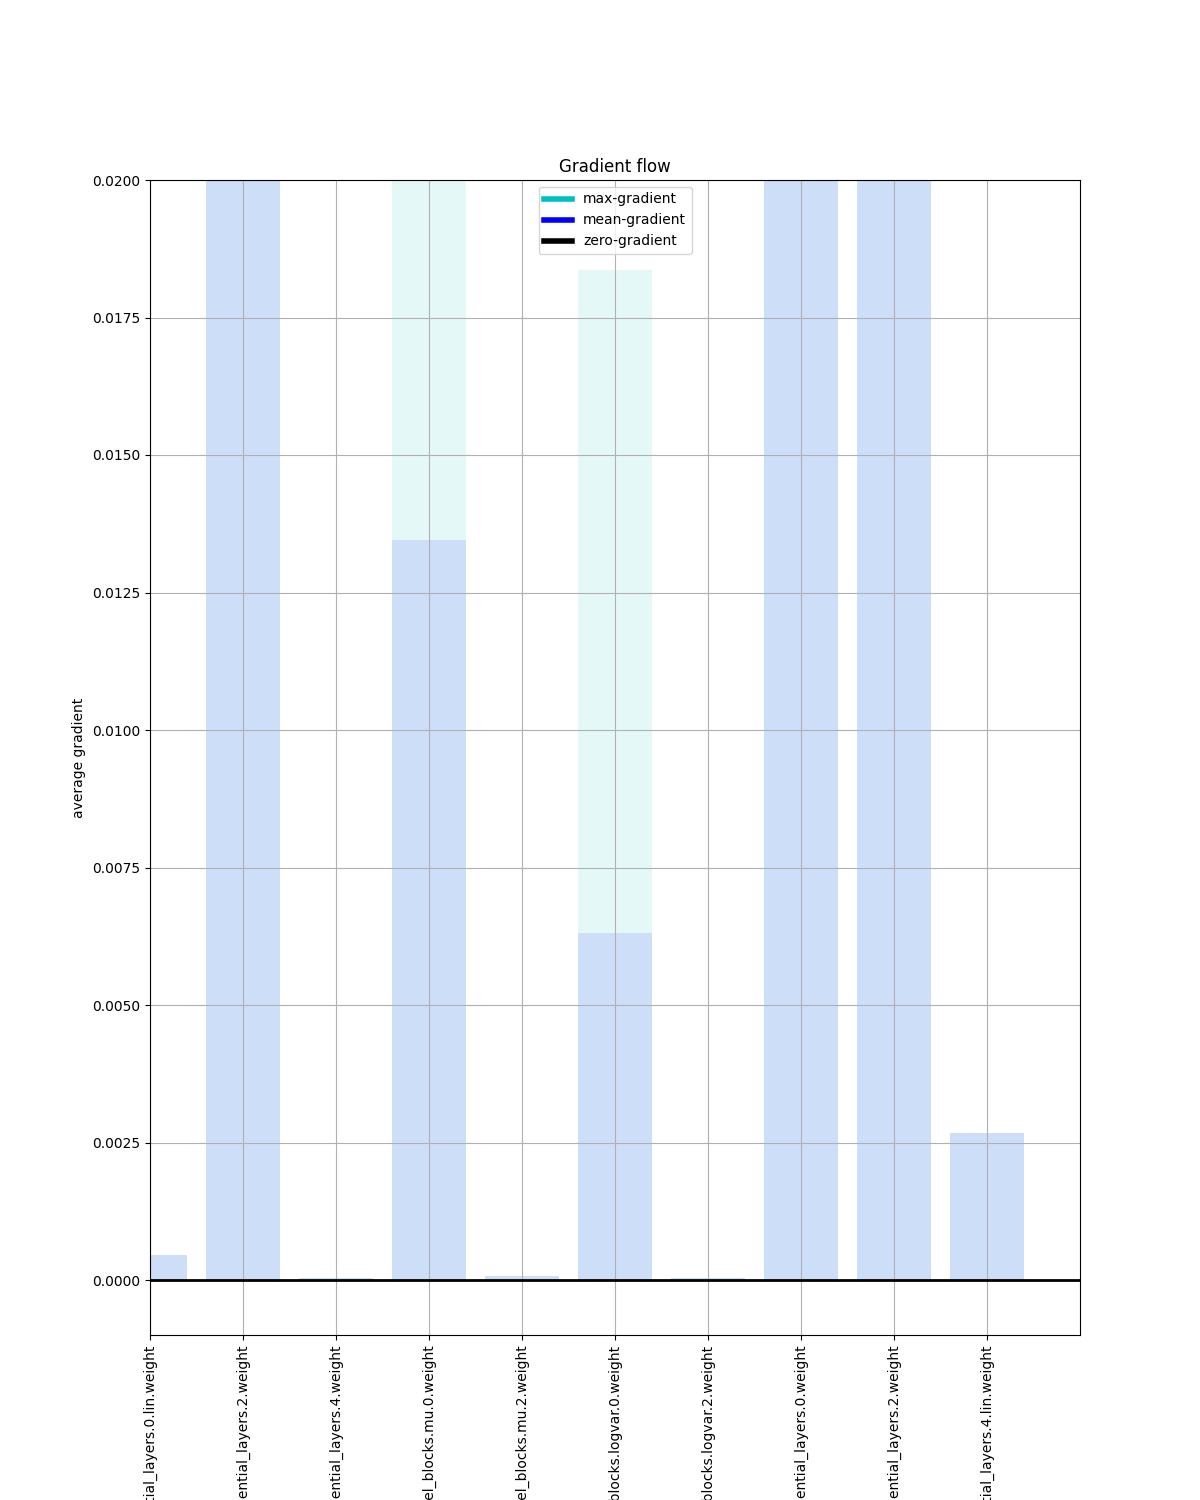 Gradient flow
max-gradient
mean-gradient
zero-gradient
0.0200
0.0175
0.0150
0.0125
0.0100
0.0075
0.0050
0.0025
0.0000
average gradient
tial_layers.0.lin.weight
ential_layers.2.weight
ential_layers.4.weight
el_blocks.mu.0.weight
el_blocks.mu.2.weight
blocks.logvar.0.weight
blocks.logvar.2.weight
ential_layers.0.weight
ential_layers.2.weight
tial_layers.4.lin.weight